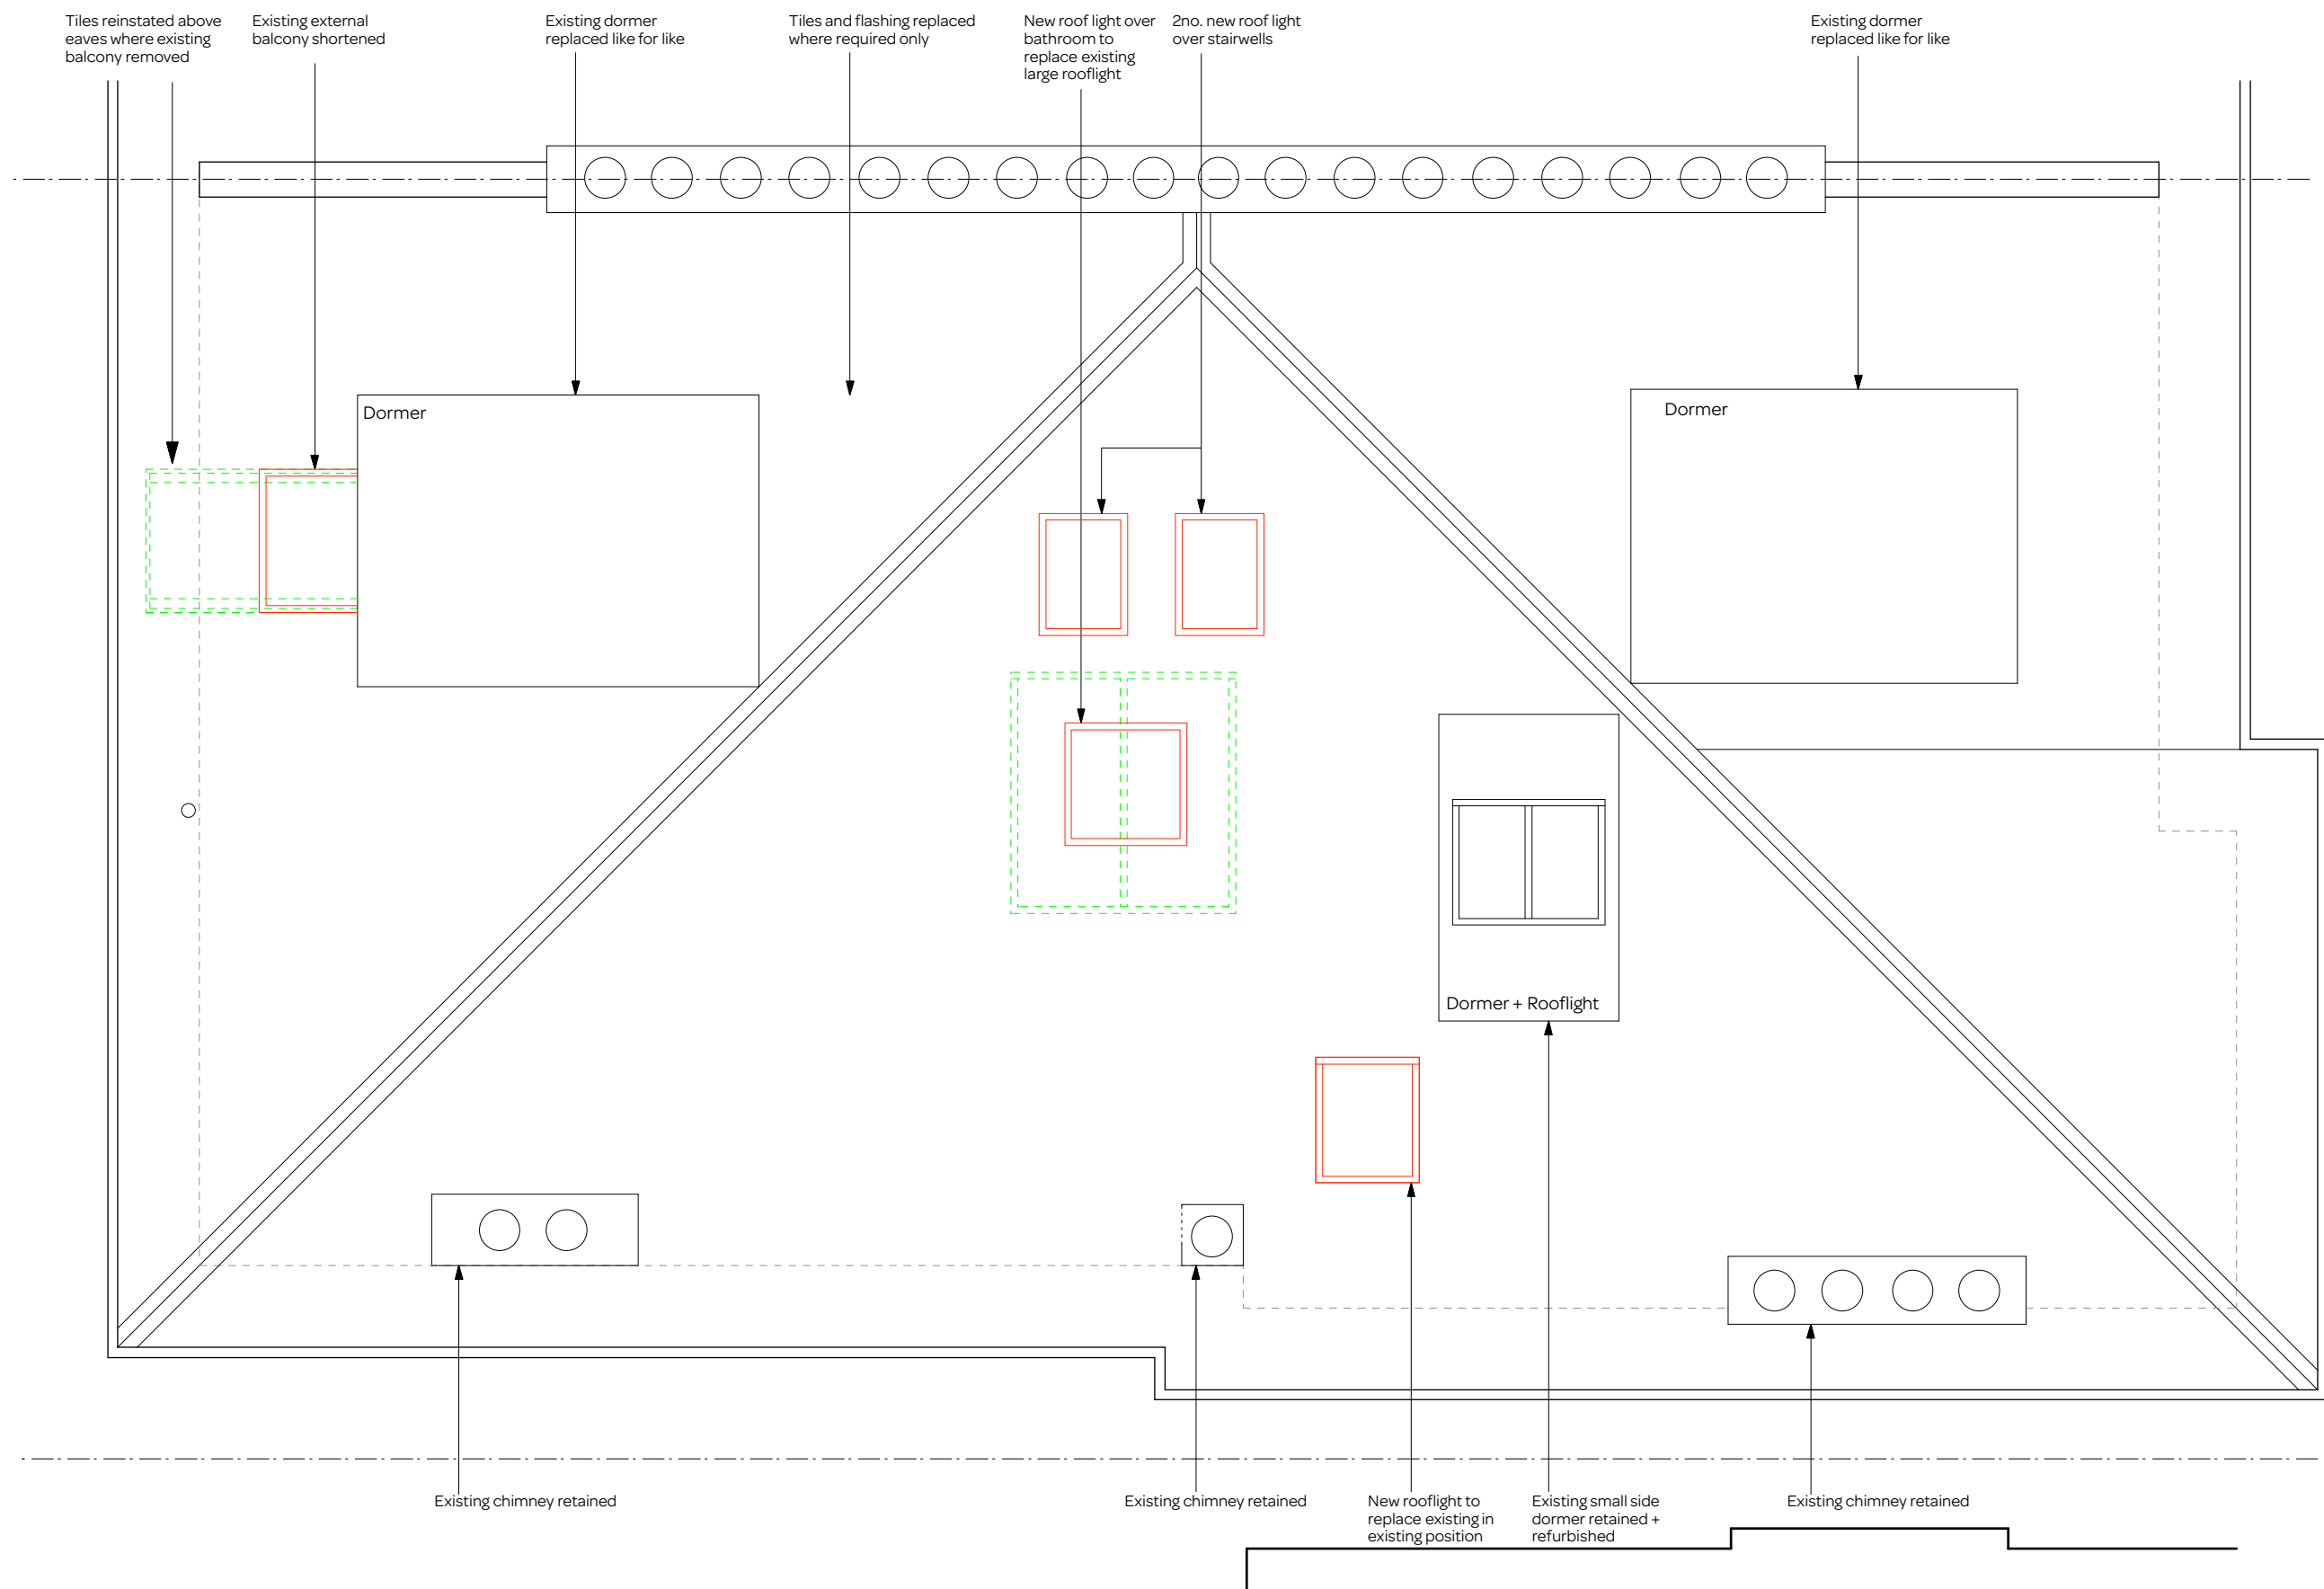 Tiles reinstated above
eaves where existing
balcony removed
Existing external
balcony shortened
Existing dormer
replaced like for like
Tiles and flashing replaced
where required only
New roof light over
bathroom to
replace existing
large rooflight
2no. new roof light
over stairwells
Existing dormer
replaced like for like
Dormer
Dormer
Dormer + Rooflight
Existing chimney retained
Existing chimney retained
New rooflight to
replace existing in
existing position
Existing small side
dormer retained +
refurbished
Existing chimney retained